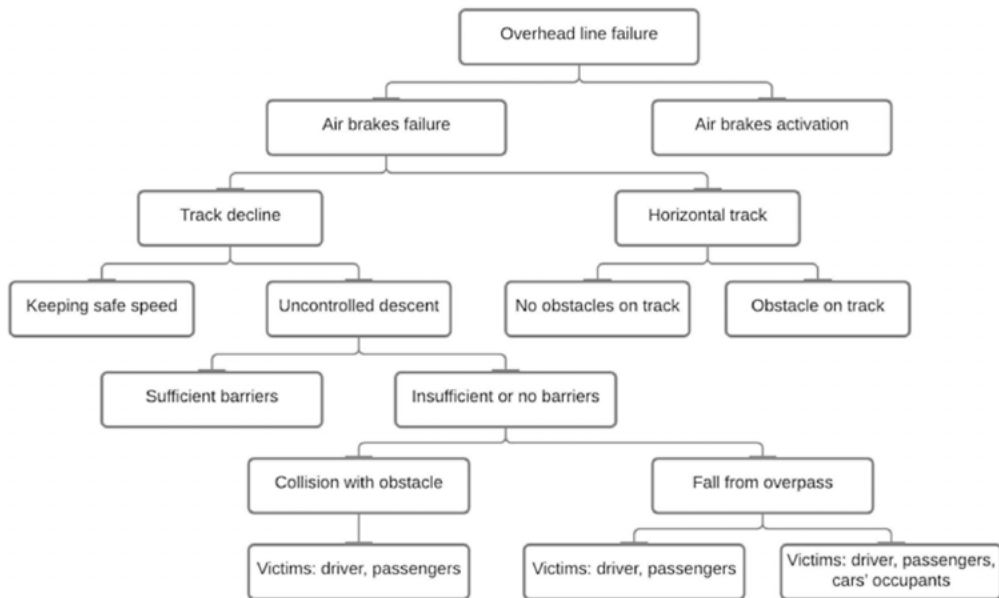 Overhead line failure
Air brakes failure
Air brakes activation
Track decline
Horizontal track
Keeping safe speed
Uncontrolled descent
No obstacles on track
Obstacle on track
Sufficient barriers
Insufficient or no barriers
Collision with obstacle
Fall from overpass
Victims: driver, passengers
Victims: driver, passengers
Victims: driver, passengers,
cars’ occupants